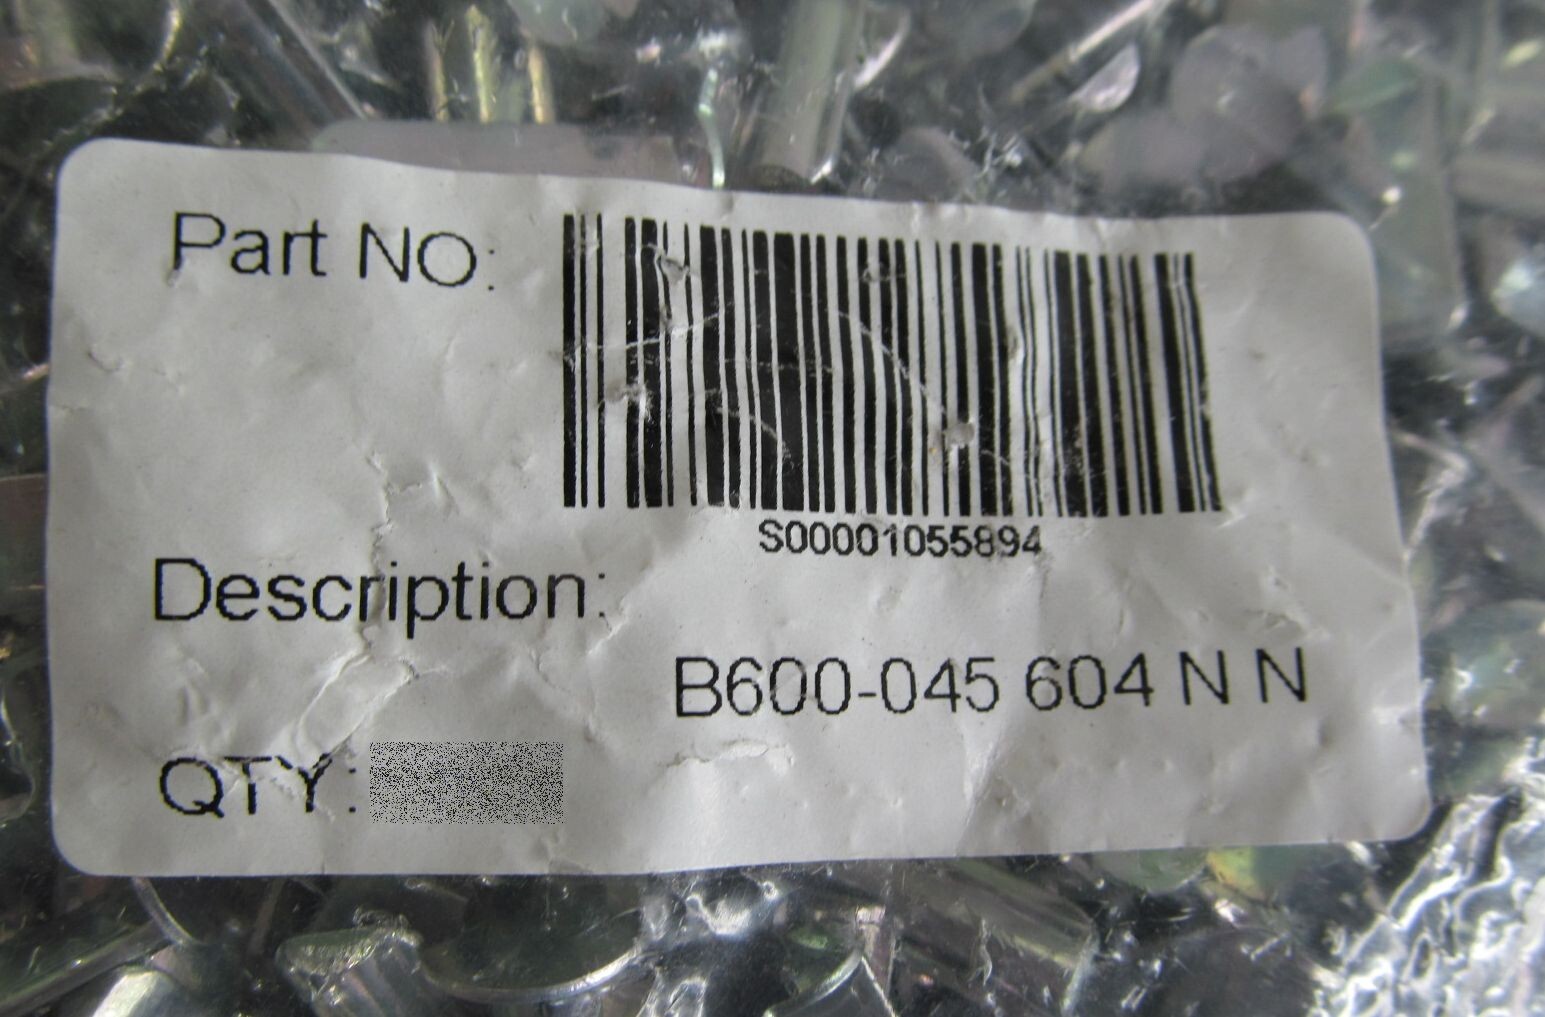 Part NO:
S00001055894
Description:
B600-045 604 N N
QTY: